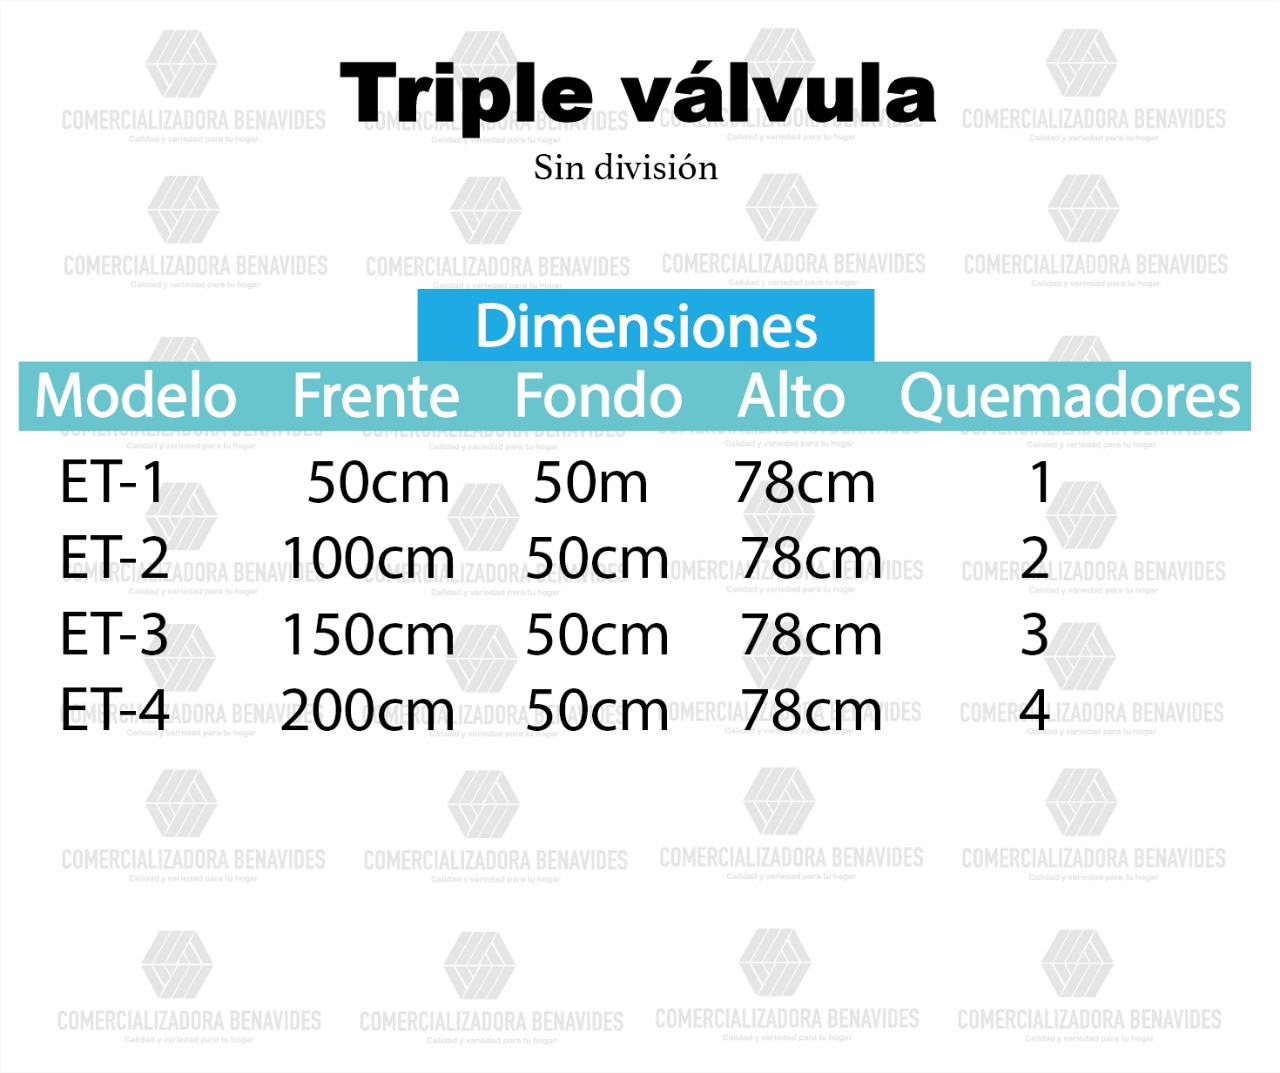 Triple válvula
Sin división
Dimensiones
Modelo Frente Fondo Alto Quemadores
ET-1 50cm 50m 78cm 1
ET-2 100cm 50cm 78cm 2
ET-3 150cm 50cm 78cm 3
ET-4 200cm 50cm 78cm 4
COMERCIALIZADORA BENAVIDES
Calidad y variedad para tu hogar